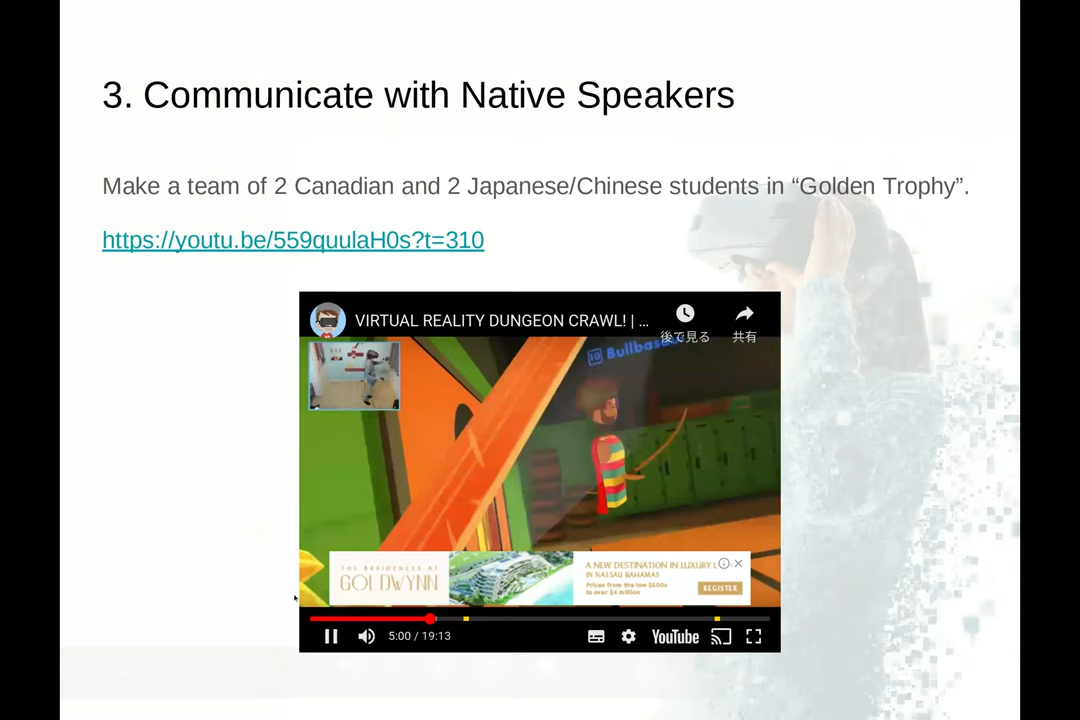 3. Communicate with Native Speakers
Make a team of 2 Canadian and 2 Japanese/Chinese students in “Golden Trophy”.
https://youtu.be/559quulaH0s?t=310
VIRTUAL REALITY DUNGEON CRAWL! | ...
後で見る
共有
10
THE RESIDENCES AT
GOLDWYNN
A NEW DESTINATION IN LUXURY
IN NASSAU BAHAMAS
Prices from the low $600s
to over $4 million
REGISTER
5:00 / 19:13
YouTube